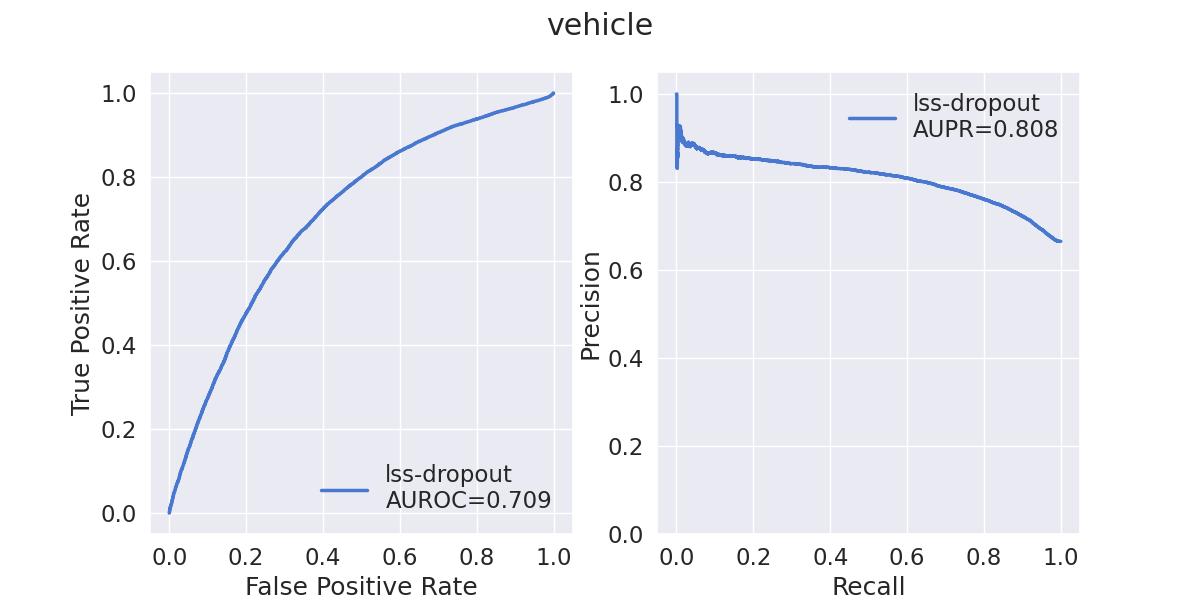 vehicle
True Positive Rate
1.0
0.8
0.6
0.4
0.2
0.0
lss-dropout
AUROC=0.709
0.0 0.2 0.4 0.6 0.8 1.0
False Positive Rate
Precision
1.0
0.8
0.6
0.4
0.2
0.0
lss-dropout
AUPR=0.808
0.0 0.2 0.4 0.6 0.8 1.0
Recall